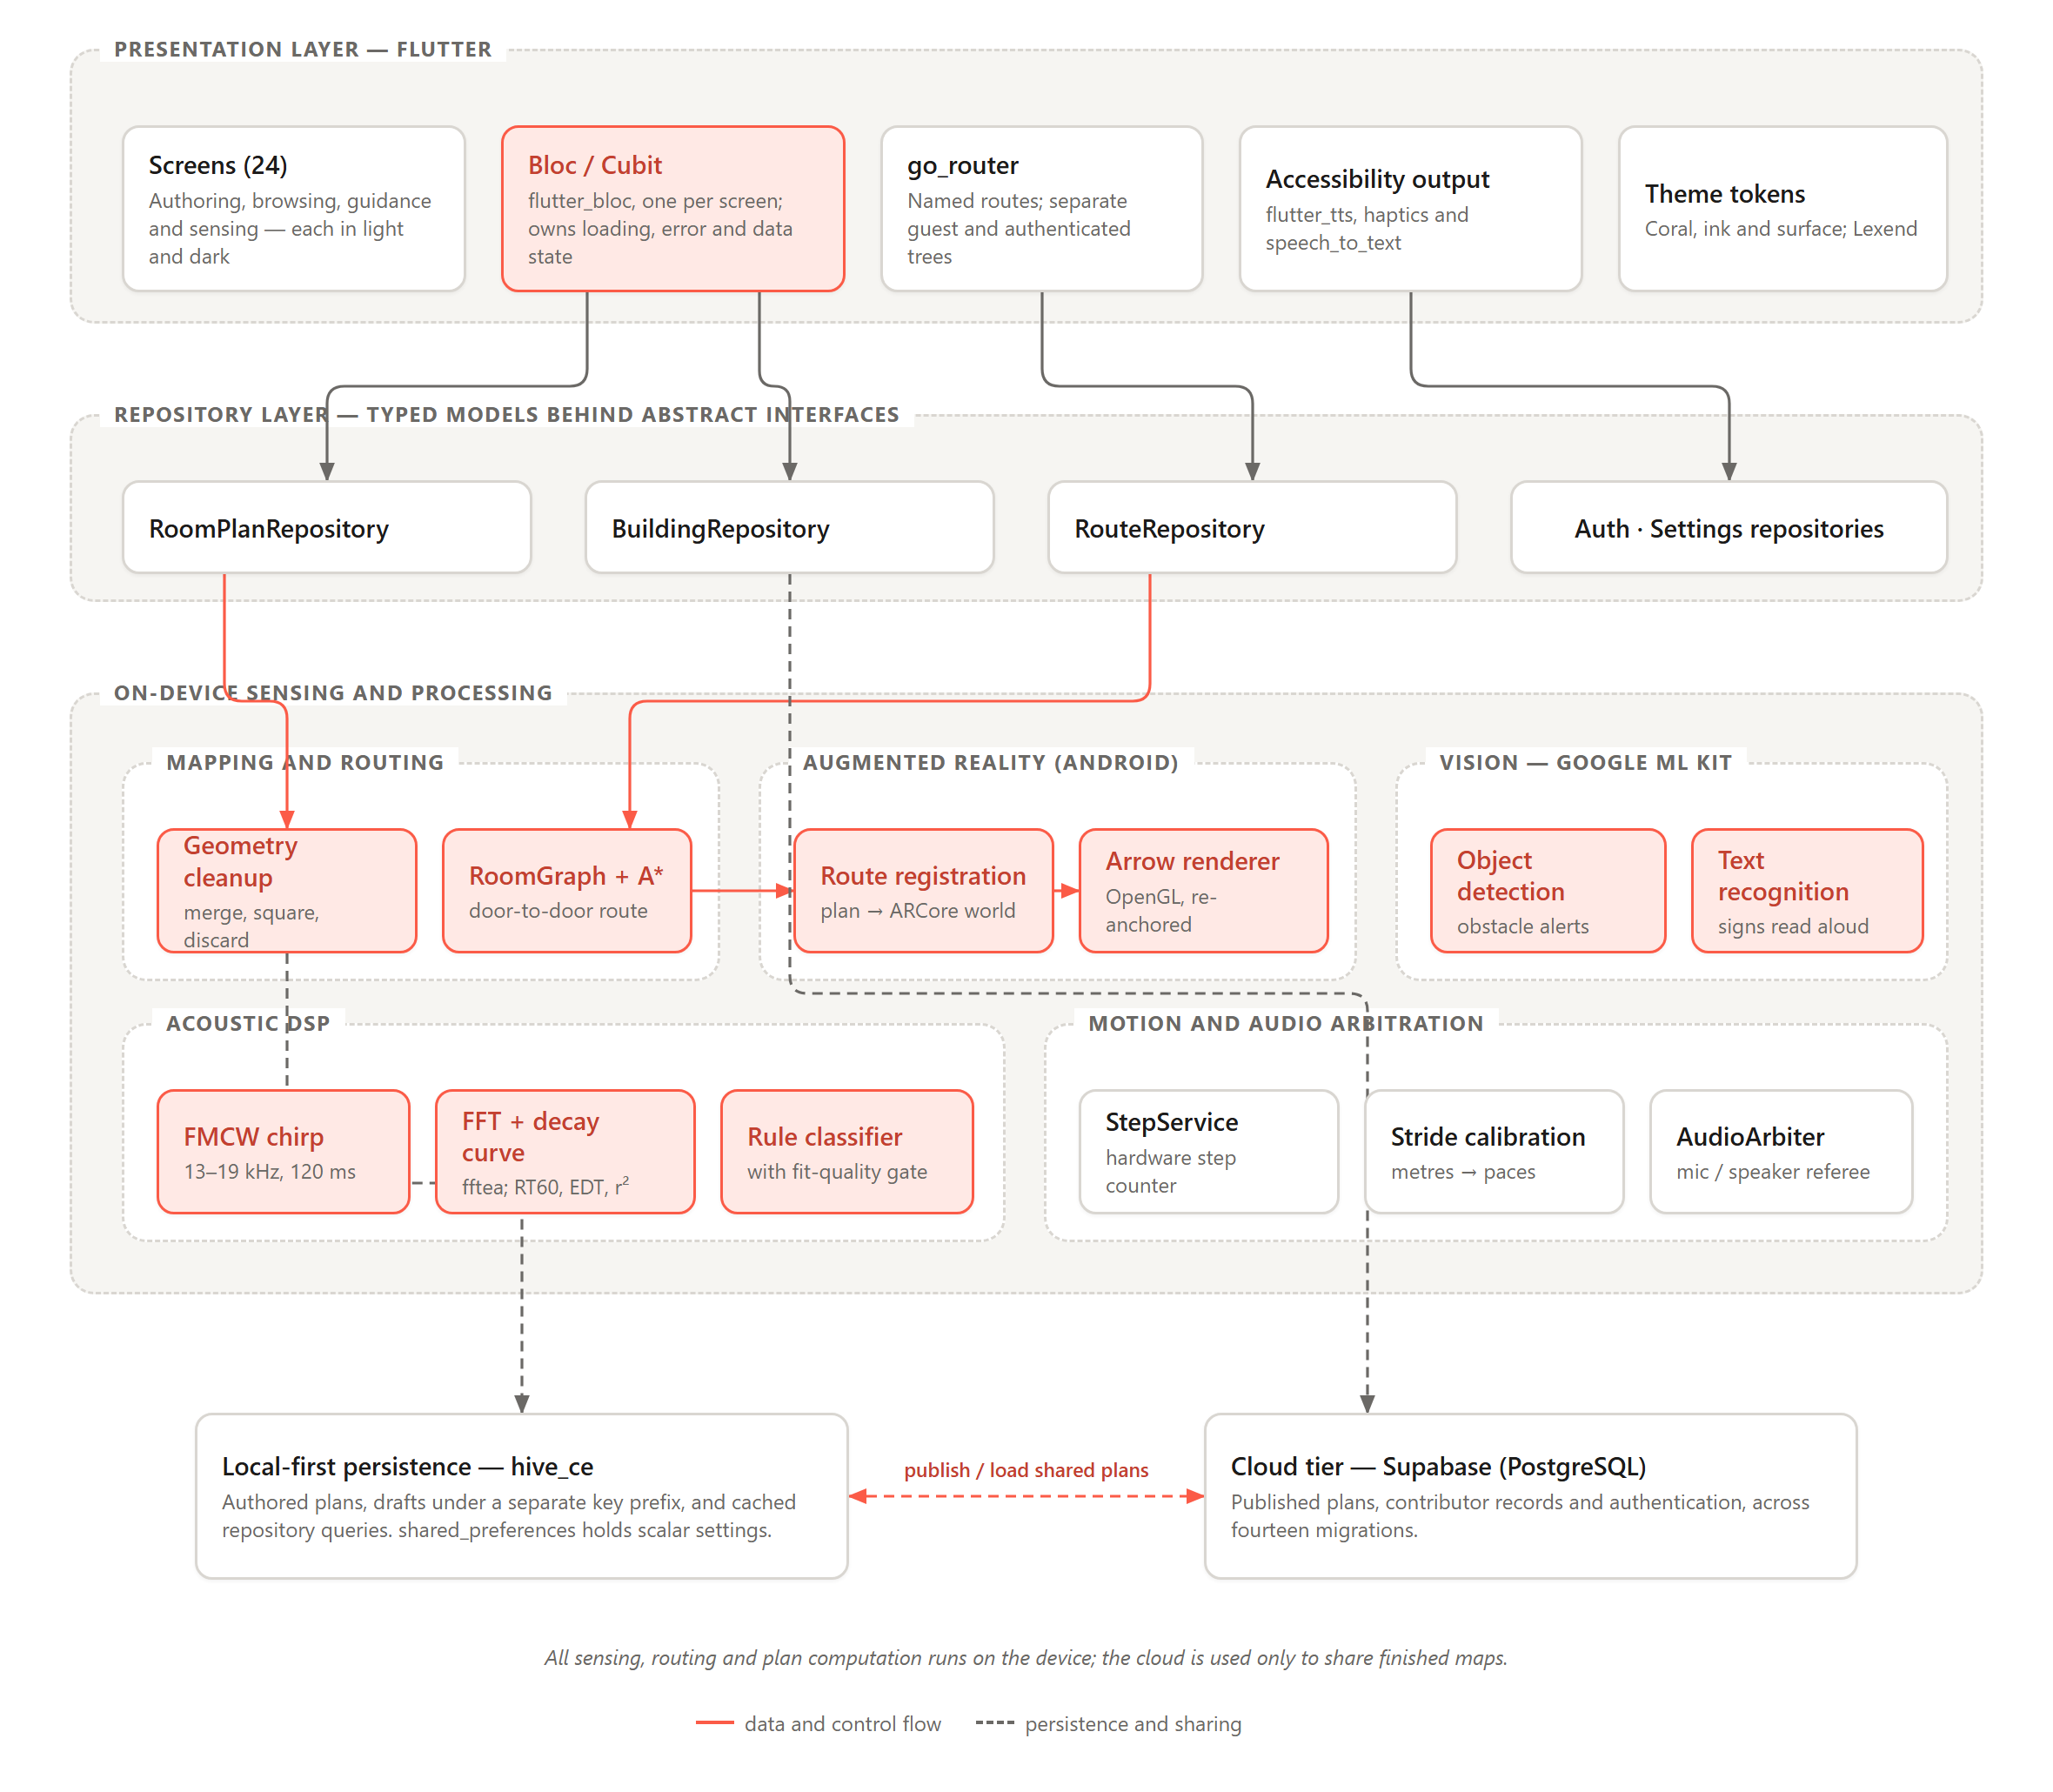 PRESENTATION LAYER — FLUTTER
Screens (24)
Authoring, browsing, guidance
and sensing — each in light
and dark
Bloc / Cubit
flutter_bloc, one per screen;
owns loading, error and data
state
go_router
Named routes; separate
guest and authenticated
trees
Accessibility output
flutter_tts, haptics and
speech_to_text
Theme tokens
Coral, ink and surface; Lexend
REPOSITORY LAYER — TYPED MODELS BEHIND ABSTRACT INTERFACES
RoomPlanRepository
BuildingRepository
RouteRepository
Auth · Settings repositories
ON-DEVICE SENSING AND PROCESSING
MAPPING AND ROUTING
Geometry
cleanup
merge, square,
discard
RoomGraph + A*
door-to-door route
AUGMENTED REALITY (ANDROID)
Route registration
plan → ARCore world
Arrow renderer
OpenGL, re-
anchored
VISION — GOOGLE ML KIT
Object
detection
obstacle alerts
Text
recognition
signs read aloud
ACOUSTIC DSP
FMCW chirp
13–19 kHz, 120 ms
FFT + decay
curve
fftea; RT60, EDT, r²
Rule classifier
with fit-quality gate
MOTION AND AUDIO ARBITRATION
StepService
hardware step
counter
Stride calibration
metres → paces
AudioArbiter
mic / speaker referee
Local-first persistence — hive_ce
Authored plans, drafts under a separate key prefix, and cached
repository queries. shared_preferences holds scalar settings.
publish / load shared plans
Cloud tier — Supabase (PostgreSQL)
Published plans, contributor records and authentication, across
fourteen migrations.
All sensing, routing and plan computation runs on the device; the cloud is used only to share finished maps.
data and control flow
persistence and sharing